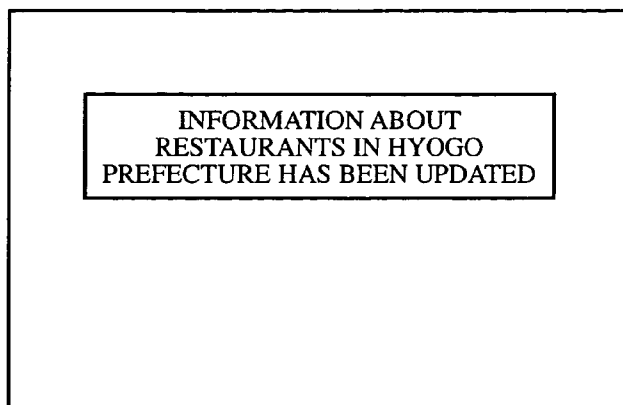 INFORMATION ABOUT
RESTAURANTS IN HYOGO
PREFECTURE HAS BEEN UPDATED